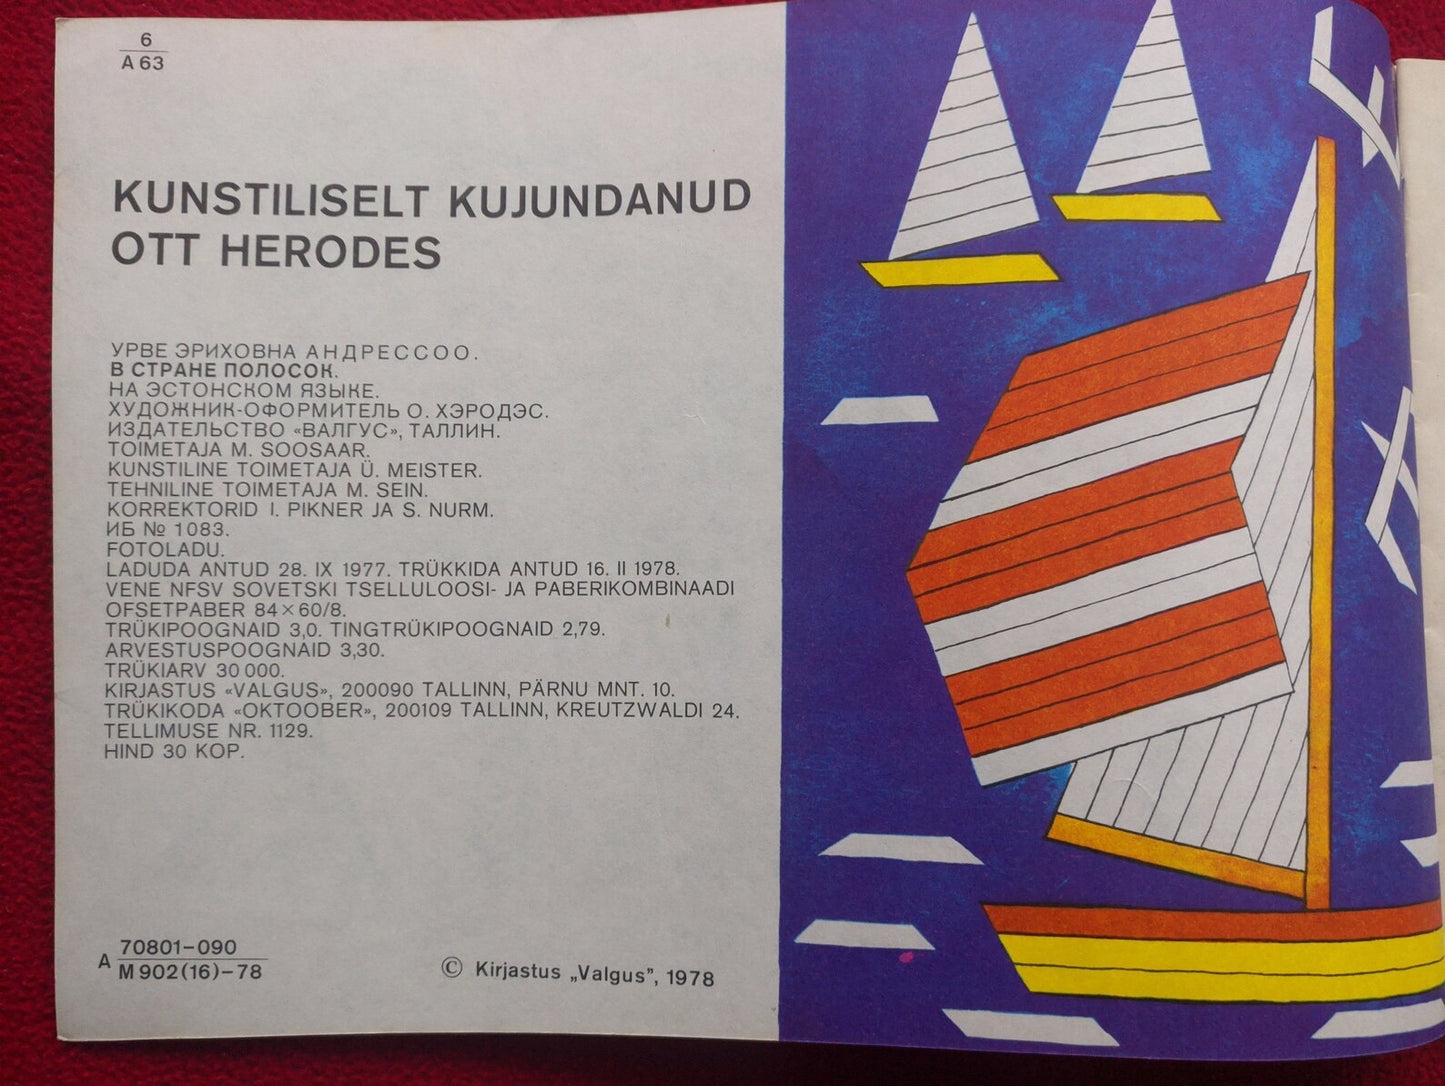 6
А 63
KUNSTILISELT KUJUNDANUD
OTT HERODES
УРВЕ ЭРИХОВНА АНДРЕССОО.
В СТРАНЕ ПОЛОСОК.
НА ЭСТОНСКОМ ЯЗЫКЕ.
ХУДОЖНИК-ОФОРМИТЕЛЬ О. ХЭРОДЭС.
ИЗДАТЕЛЬСТВО «ВАЛГУС», ТАЛЛИН.
TOIMETAJA M. SOOSAAR.
KUNSTILINE TOIMETAJA Ü. MEISTER.
TEHNILINE TOIMETAJA M. SEIN.
KORREKTORID I. PIKNER JA S. NURM.
ИБ № 1083.
FOTOLADU.
LADUDA ANTUD 28. IX 1977. TRÜKKIDA ANTUD 16. II 1978.
VENE NFSV SOVETSKI TSELLULOOSI- JA PABERIKOMBINAADI
OFSETPABER 84×60/8.
TRÜKIPOOGNAID 3,0. TINGTRÜKIPOOGNAID 2,79.
ARVESTUSPOOGNAID 3,30.
TRÜKIARV 30 000.
KIRJASTUS «VALGUS», 200090 TALLINN, PÄRNU MNT. 10.
TRÜKIKODA «OKTOOBER», 200109 TALLINN, KREUTZWALDI 24.
TELLIMUSE NR. 1129.
HIND 30 KOP.
A 70801–090
M 902(16)–78
© Kirjastus „Valgus”, 1978